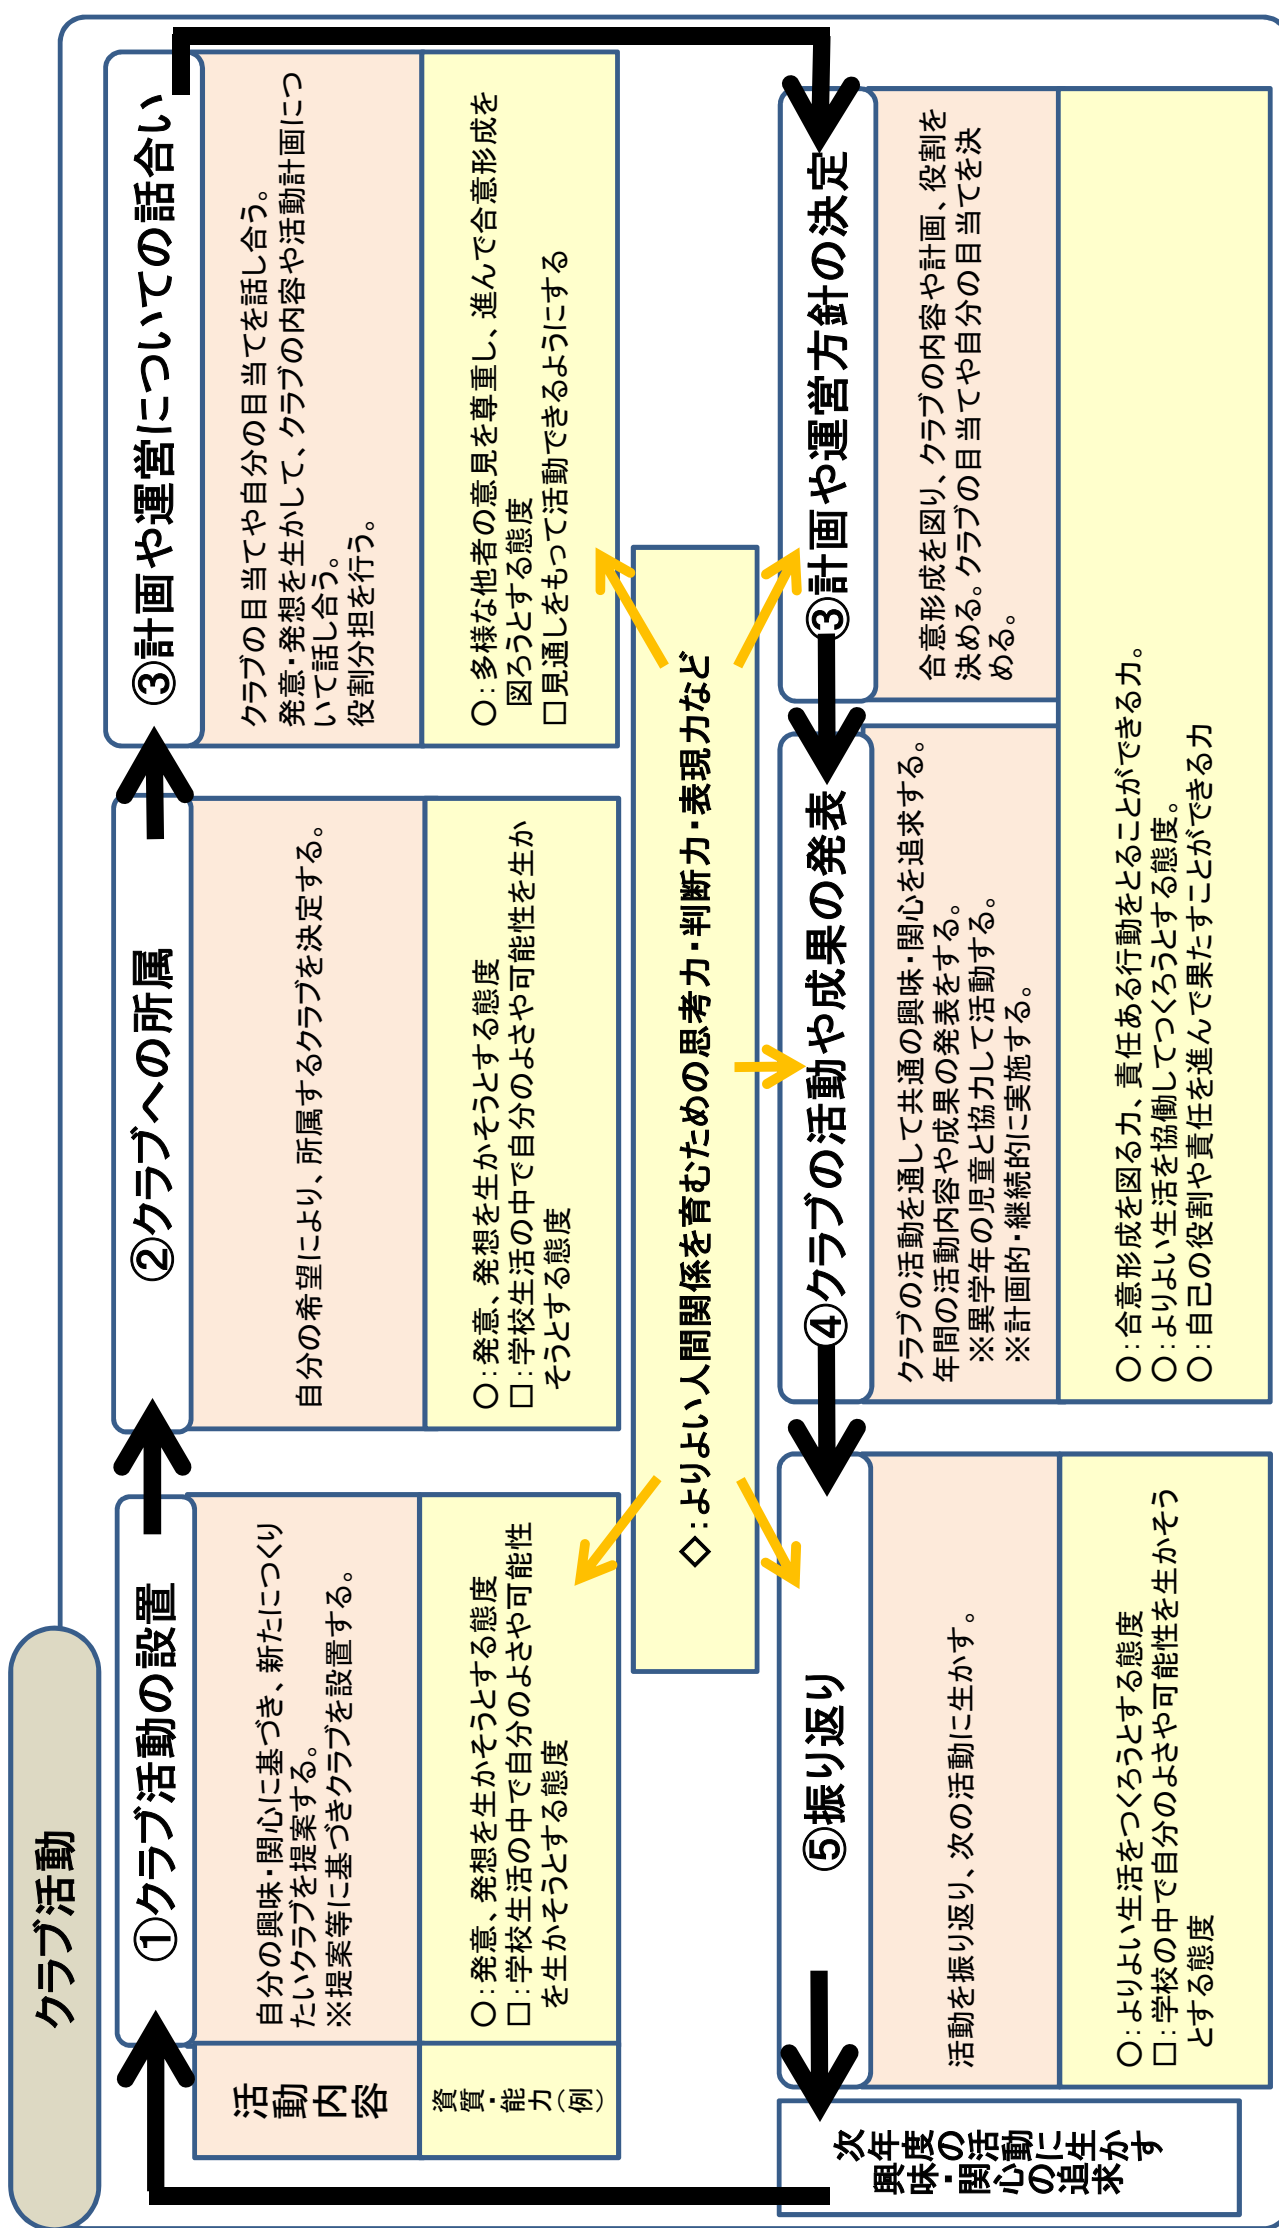 クラブ活動
①クラブ活動の設置
活動内容
自分の興味・関心に基づき、新たにつくり
たいクラブを提案する。
※提案等に基づきクラブを設置する。
資質・能力(例)
○:発意、発想を生かそうとする態度
□:学校生活の中で自分のよさや可能性
を生かそうとする態度
②クラブへの所属
自分の希望により、所属するクラブを決定する。
○:発意、発想を生かそうとする態度
□:学校生活の中で自分のよさや可能性を生か
そうとする態度
③計画や運営についての話合い
クラブの目当てや自分の目当てを話し合う。
発意・発想を生かして、クラブの内容や活動計画につ
いて話し合う。
役割分担を行う。
○:多様な他者の意見を尊重し、進んで合意形成を
図ろうとする態度
□見通しをもって活動できるようにする
◇:よりよい人間関係を育むための思考力・判断力・表現力など
③計画や運営方針の決定
合意形成を図り、クラブの内容や計画、役割を
決める。クラブの目当てや自分の目当てを決
める。
④クラブの活動や成果の発表
クラブの活動を通して共通の興味・関心を追求する。
年間の活動内容や成果の発表をする。
※異学年の児童と協力して活動する。
※計画的・継続的に実施する。
○:合意形成を図る力、責任ある行動をとることができる力。
○:よりよい生活を協働してつくろうとする態度。
○:自己の役割や責任を進んで果たすことができる力
⑤振り返り
活動を振り返り、次の活動に生かす。
○:よりよい生活をつくろうとする態度
□:学校の中で自分のよさや可能性を生かそう
とする態度
次年度の活動に生かす
興味・関心の追求